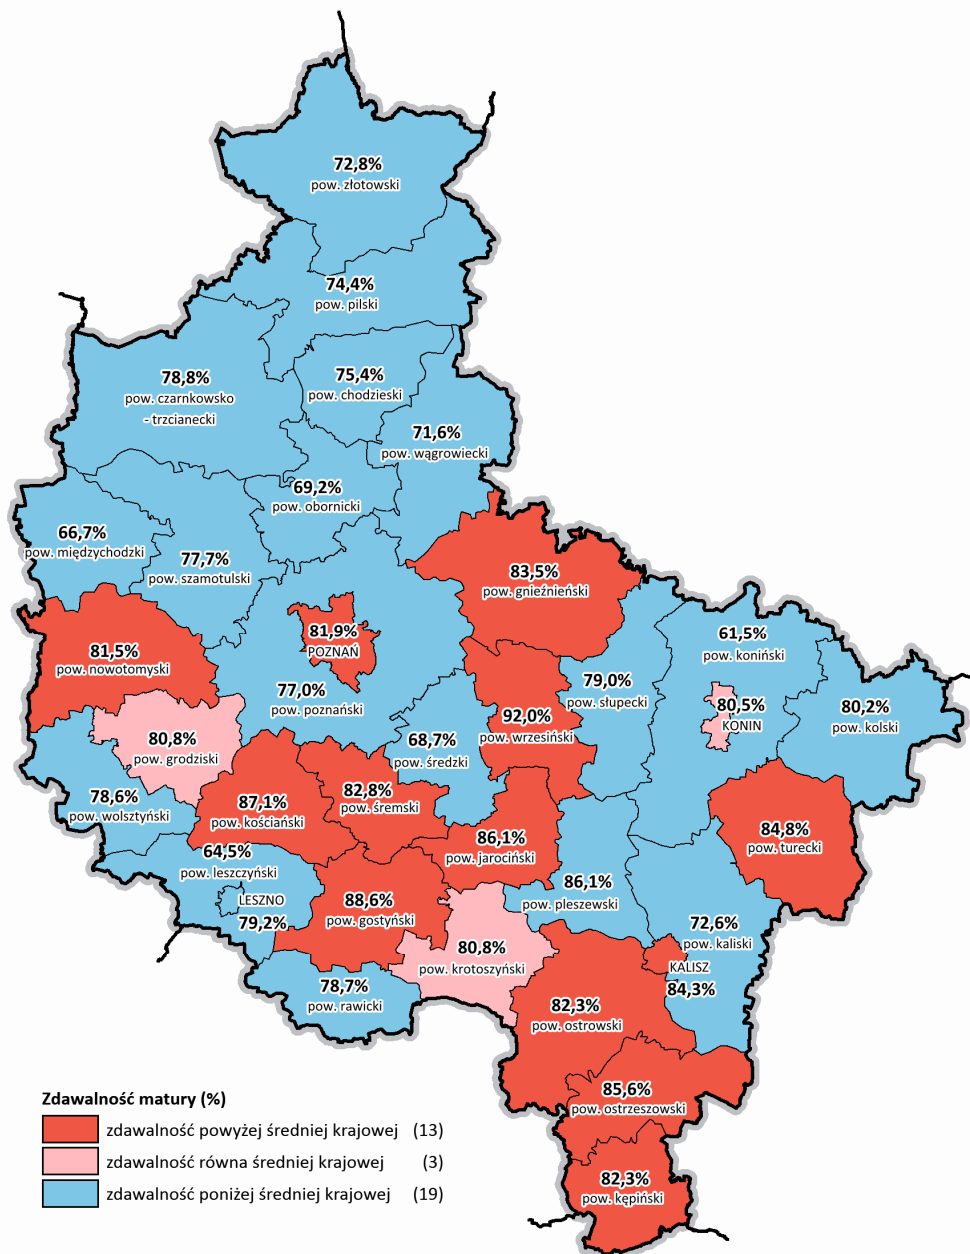 72,8%
pow. złotowski
74,4%
pow. pilski
78,8%
pow. czarnkowsko
- trzcianecki
75,4%
pow. chodzieski
71,6%
pow. wągrowiecki
69,2%
pow. obornicki
66,7%
pow. międzychodzki
77,7%
pow. szamotulski
83,5%
pow. gnieźnieński
81,5%
pow. nowotomyski
81,9%
POZNAŃ
77,0%
pow. poznański
61,5%
pow. koniński
79,0%
pow. słupecki
80,5%
KONIN
80,2%
pow. kolski
92,0%
pow. wrzesiński
80,8%
pow. grodziski
68,7%
pow. średzki
78,6%
pow. wolsztyński
87,1%
pow. kościański
82,8%
pow. śremski
86,1%
pow. jarociński
84,8%
pow. turecki
64,5%
pow. leszczyński
LESZNO
79,2%
88,6%
pow. gostyński
86,1%
pow. pleszewski
72,6%
pow. kaliski
KALISZ
84,3%
80,8%
pow. krotoszyński
78,7%
pow. rawicki
82,3%
pow. ostrowski
85,6%
pow. ostrzeszowski
82,3%
pow. kępiński
Zdawalność matury (%)
zdawalność powyżej średniej krajowej (13)
zdawalność równa średniej krajowej (3)
zdawalność poniżej średniej krajowej (19)